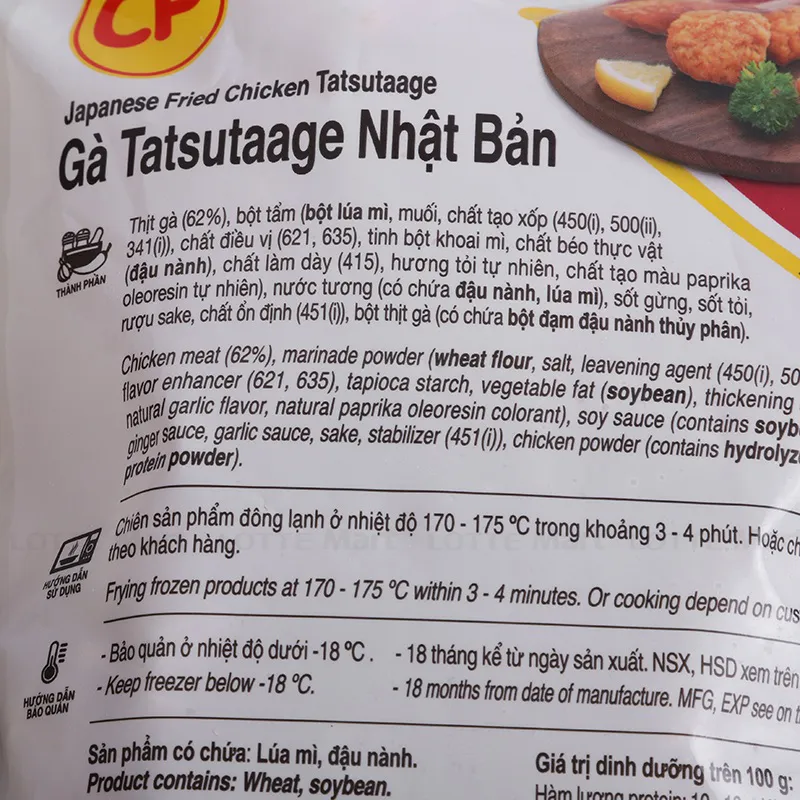 CP
Japanese Fried Chicken Tatsutaage
Gà Tatsutaage Nhật Bản
Thịt gà (62%), bột tẩm (bột lúa mì, muối, chất tạo xốp (450(i), 500(ii),
341(i)), chất điều vị (621, 635), tinh bột khoai mì, chất béo thực vật
(đậu nành), chất làm dày (415), hương tỏi tự nhiên, chất tạo màu paprika
oleoresin tự nhiên), nước tương (có chứa đậu nành, lúa mì), sốt gừng, sốt tỏi,
rượu sake, chất ổn định (451(i)), bột thịt gà (có chứa bột đạm đậu nành thủy phân).
THÀNH PHẦN
Chicken meat (62%), marinade powder (wheat flour, salt, leavening agent (450(i), 50
flavor enhancer (621, 635), tapioca starch, vegetable fat (soybean), thickening
natural garlic flavor, natural paprika oleoresin colorant), soy sauce (contains soyb
ginger sauce, garlic sauce, sake, stabilizer (451(i)), chicken powder (contains hydrolyz
protein powder).
Chiên sản phẩm đông lạnh ở nhiệt độ 170 - 175 ºC trong khoảng 3 - 4 phút. Hoặc ch
theo khách hàng.
HƯỚNG DẪN
SỬ DỤNG
Frying frozen products at 170 - 175 ºC within 3 - 4 minutes. Or cooking depend on cus
- Bảo quản ở nhiệt độ dưới -18 ºC. - 18 tháng kể từ ngày sản xuất. NSX, HSD xem trên
- Keep freezer below -18 ºC. - 18 months from date of manufacture. MFG, EXP see on t
HƯỚNG DẪN
BẢO QUẢN
Sản phẩm có chứa: Lúa mì, đậu nành.
Product contains: Wheat, soybean.
Giá trị dinh dưỡng trên 100 g:
Hàm lượng protein: